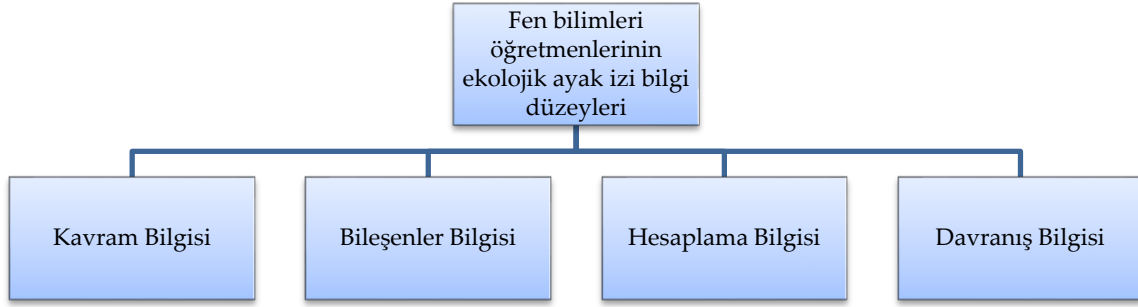 Fen bilimleri
öğretmenlerinin
ekolojik ayak izi bilgi
düzeyleri
Kavram Bilgisi
Bileşenler Bilgisi
Hesaplama Bilgisi
Davranış Bilgisi